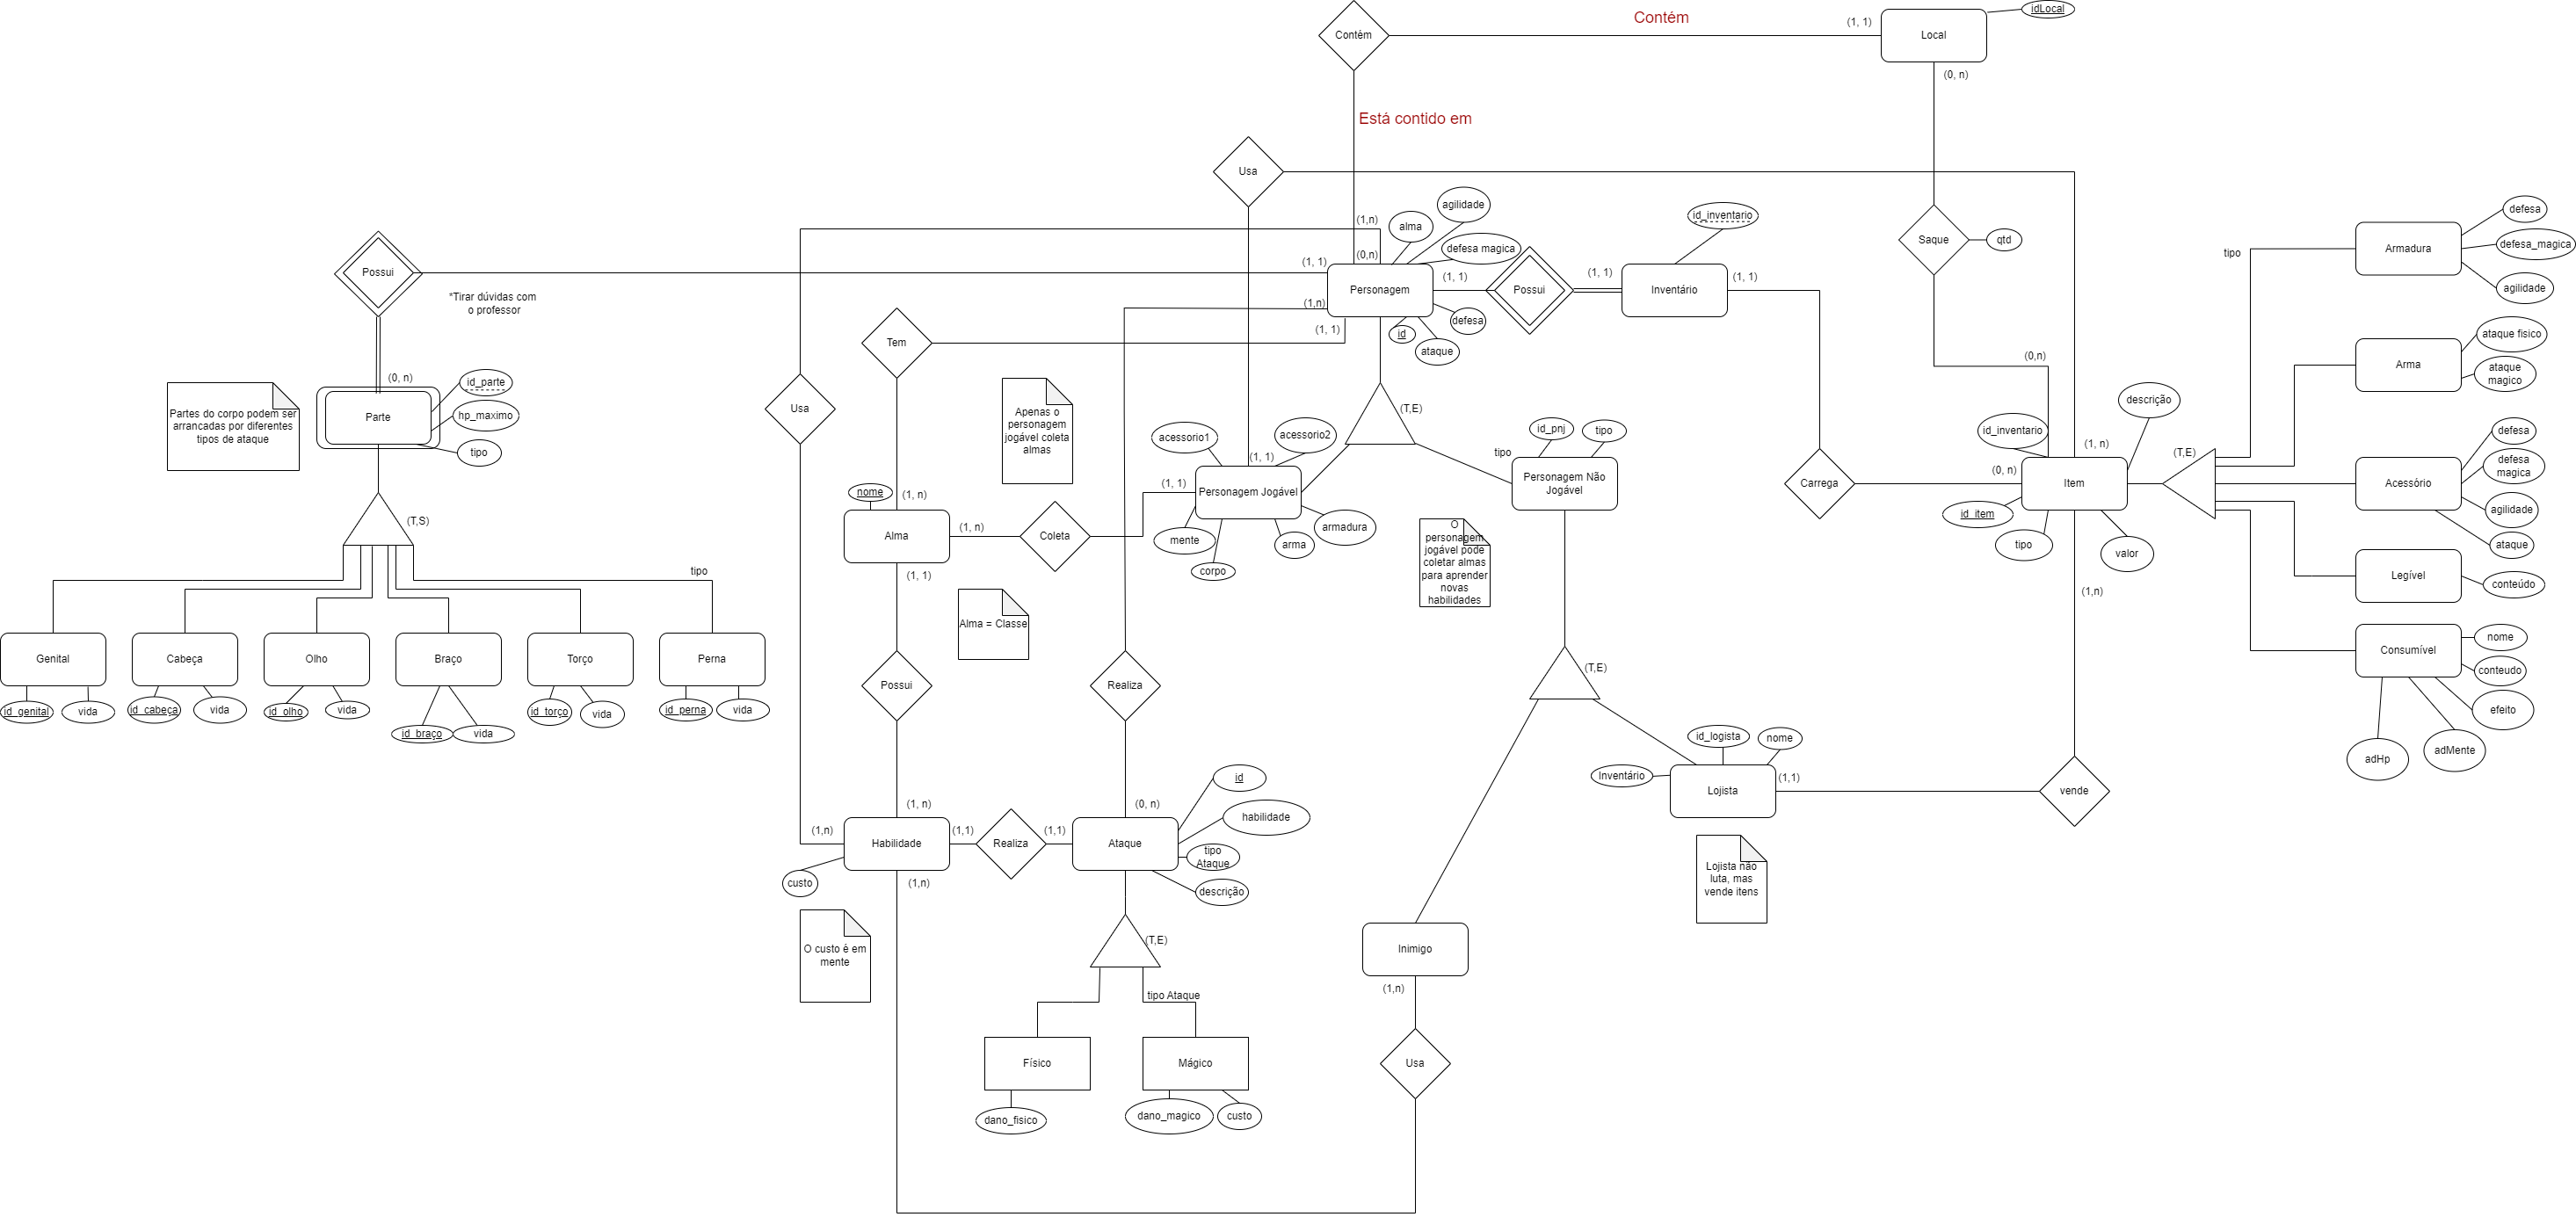 Contém
(1, 1)
idLocal
Contêm
Local
(0, n)
Está contido em
Usa
agilidade
id_inventario
defesa
(1,n)
alma
Saque
qtd
Armadura
defesa_magica
defesa magica
tipo
(0,n)
Possui
(1, 1)
(1, 1)
(1, 1)
(1, 1)
agilidade
*Tirar dúvidas com
o professor
Personagem
Possui
Inventário
(1,n)
(1, 1)
id
defesa
ataque
ataque fisico
Tem
(0,n)
Arma
ataque
magico
(0, n)
id_parte
hp_maximo
Parte
tipo
Partes do corpo podem ser
arrancadas por diferentes
tipos de ataque
Usa
Apenas o
personagem
jogável coleta
almas
(T,E)
descrição
acessorio1
acessorio2
id_pnj
tipo
id_inventario
defesa
(1, 1)
tipo
(1, n)
(T,E)
defesa
magica
(0, n)
nome
(1, n)
(1, 1)
Personagem Jogável
Personagem Não
Jogável
Carrega
Item
Acessório
agilidade
id_item
(T,S)
(1, n)
mente
armadura
arma
corpo
tipo
valor
ataque
Alma
Coleta
O
personagem
jogável pode
coletar almas
para aprender
novas
habilidades
(1, 1)
tipo
Legível
conteúdo
(1,n)
Alma = Classe
Genital
Cabeça
Olho
Braço
Torço
Perna
nome
Consumível
conteudo
(T,E)
Possui
Realiza
id_genital
vida
id_cabeça
vida
id_olho
vida
id_braço
vida
id_torço
vida
id_perna
vida
efeito
id_logista
nome
adHp
adMente
Inventário
(1,1)
Lojista
vende
id
(1, n)
(0, n)
habilidade
(1,n)
(1,1)
(1,1)
Habilidade
Realiza
Ataque
tipo
Ataque
custo
(1,n)
descrição
Lojista não
luta, mas
vende itens
O custo é em
mente
(T,E)
Inimigo
(1,n)
tipo Ataque
Físico
Mágico
Usa
dano_fisico
dano_magico
custo